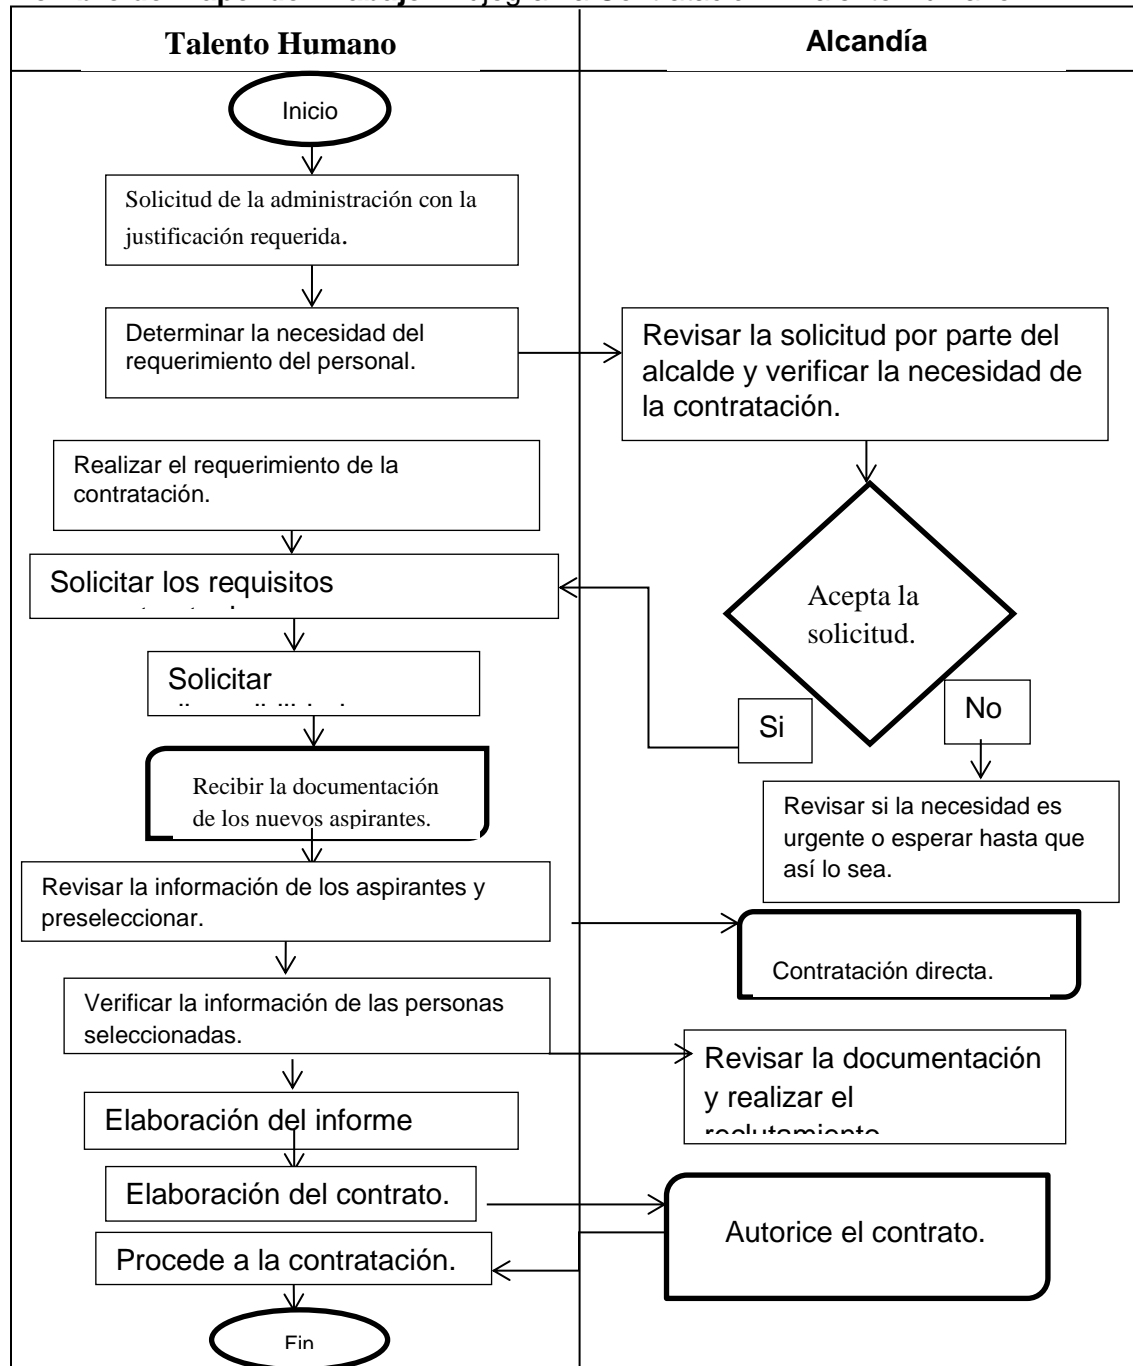 Talento Humano
Alcandía
Inicio
Solicitud de la administración con la
justificación requerida.
Determinar la necesidad del
requerimiento del personal.
Revisar la solicitud por parte del
alcalde y verificar la necesidad de
la contratación.
Realizar el requerimiento de la
contratación.
Solicitar los requisitos
Acepta la
solicitud.
Solicitar
Si
No
Recibir la documentación
de los nuevos aspirantes.
Revisar si la necesidad es
urgente o esperar hasta que
así lo sea.
Revisar la información de los aspirantes y
preseleccionar.
Contratación directa.
Verificar la información de las personas
seleccionadas.
Revisar la documentación
y realizar el
reclutamiento
Elaboración del informe
Elaboración del contrato.
Autorice el contrato.
Procede a la contratación.
Fin